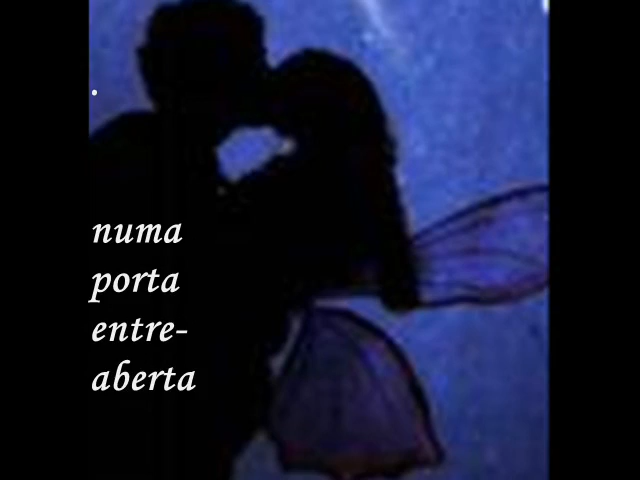 .
numa
porta
entre-
aberta